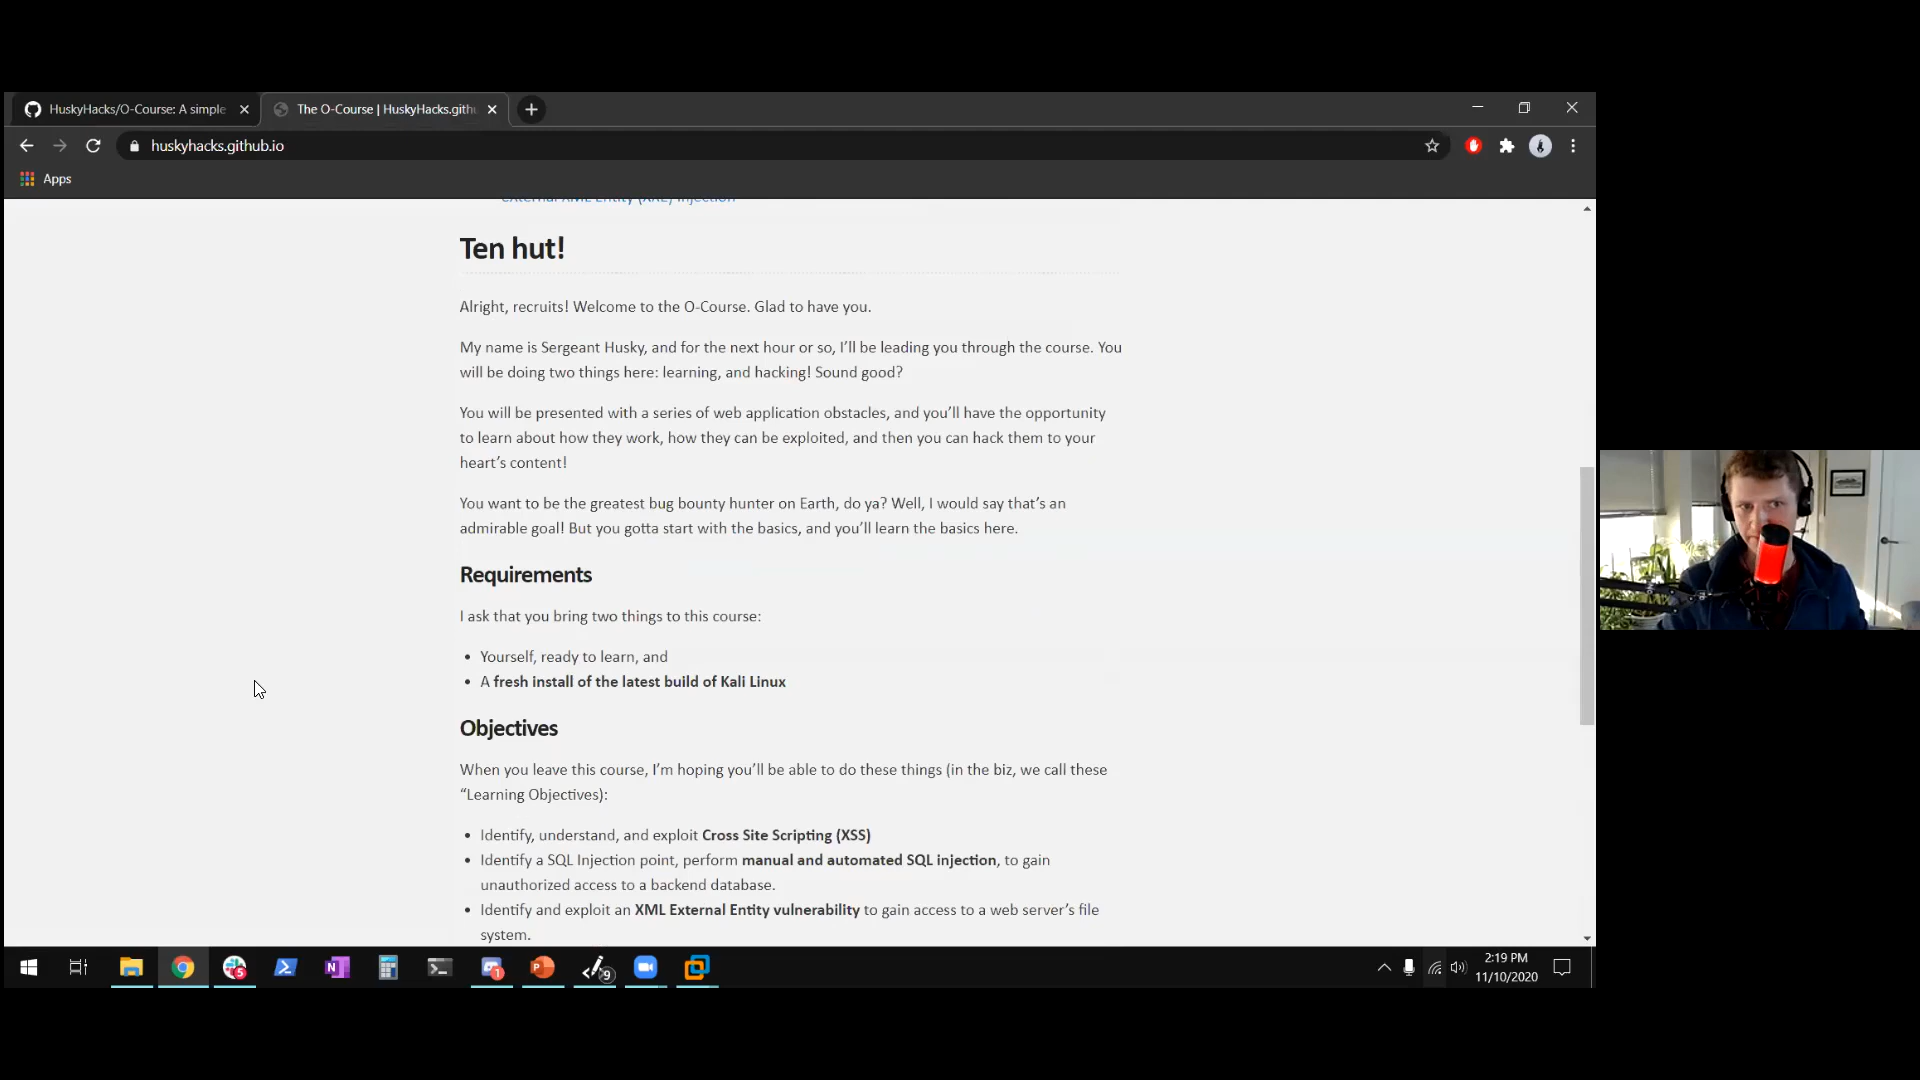 HuskyHacks/O-Course: A simple
The O-Course | HuskyHacks.gith
huskyhacks.github.io
Apps
external XML Entity (XXE) Injection
Ten hut!
Alright, recruits! Welcome to the O-Course. Glad to have you.
My name is Sergeant Husky, and for the next hour or so, I’ll be leading you through the course. You
will be doing two things here: learning, and hacking! Sound good?
You will be presented with a series of web application obstacles, and you’ll have the opportunity
to learn about how they work, how they can be exploited, and then you can hack them to your
heart’s content!
You want to be the greatest bug bounty hunter on Earth, do ya? Well, I would say that’s an
admirable goal! But you gotta start with the basics, and you’ll learn the basics here.
Requirements
I ask that you bring two things to this course:
• Yourself, ready to learn, and
• A fresh install of the latest build of Kali Linux
Objectives
When you leave this course, I’m hoping you’ll be able to do these things (in the biz, we call these
“Learning Objectives):
• Identify, understand, and exploit Cross Site Scripting (XSS)
• Identify a SQL Injection point, perform manual and automated SQL injection, to gain
unauthorized access to a backend database.
• Identify and exploit an XML External Entity vulnerability to gain access to a web server’s file
system.
5
N
1
P
9
2:19 PM
11/10/2020